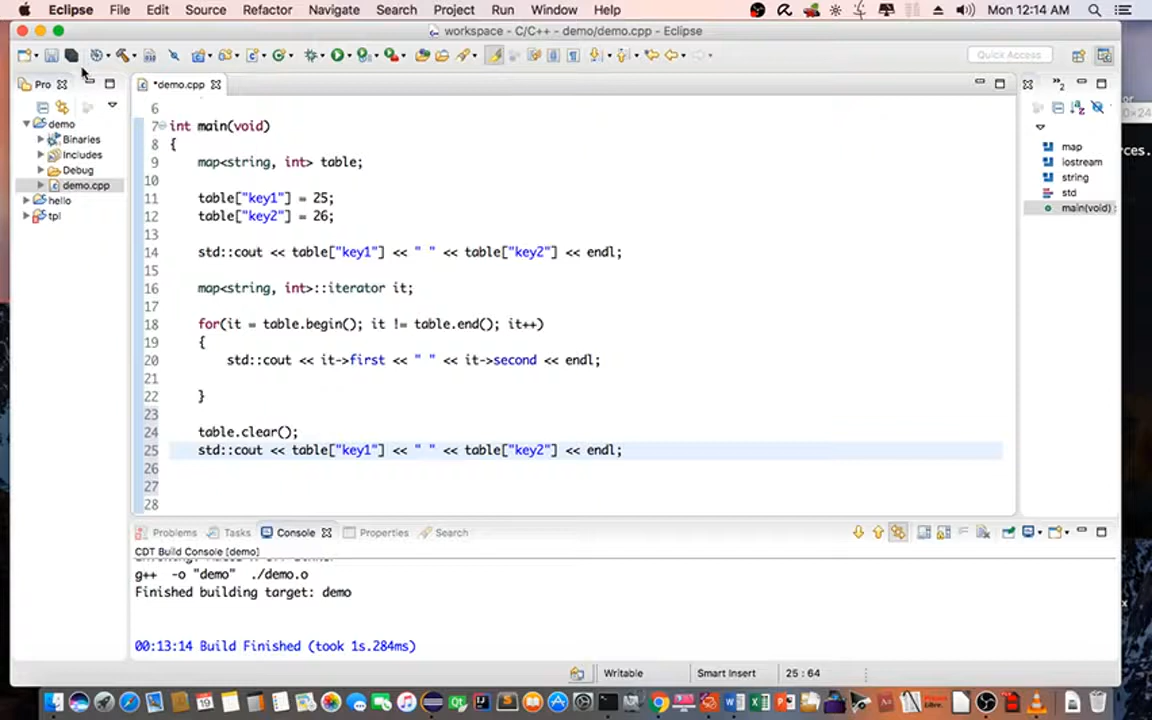 Eclipse File Edit Source Refactor Navigate Search Project Run Window Help Mon 12:14 AM
workspace - C/C++ - demo/demo.cpp - Eclipse
Quick Access
Pro *demo.cpp
demo
Binaries
Includes
Debug
demo.cpp
hello
tpl
6
7 int main(void)
8 {
9 map<string, int> table;
10
11 table["key1"] = 25;
12 table["key2"] = 26;
13
14 std::cout << table["key1"] << " " << table["key2"] << endl;
15
16 map<string, int>::iterator it;
17
18 for(it = table.begin(); it != table.end(); it++)
19 {
20 std::cout << it->first << " " << it->second << endl;
21
22 }
23
24 table.clear();
25 std::cout << table["key1"] << " " << table["key2"] << endl;
26
27
28
map
iostream
string
std
main(void) :
Problems Tasks Console Properties Search
CDT Build Console [demo]
g++ -o "demo" ./demo.o
Finished building target: demo
00:13:14 Build Finished (took 1s.284ms)
Writable Smart Insert 25 : 64